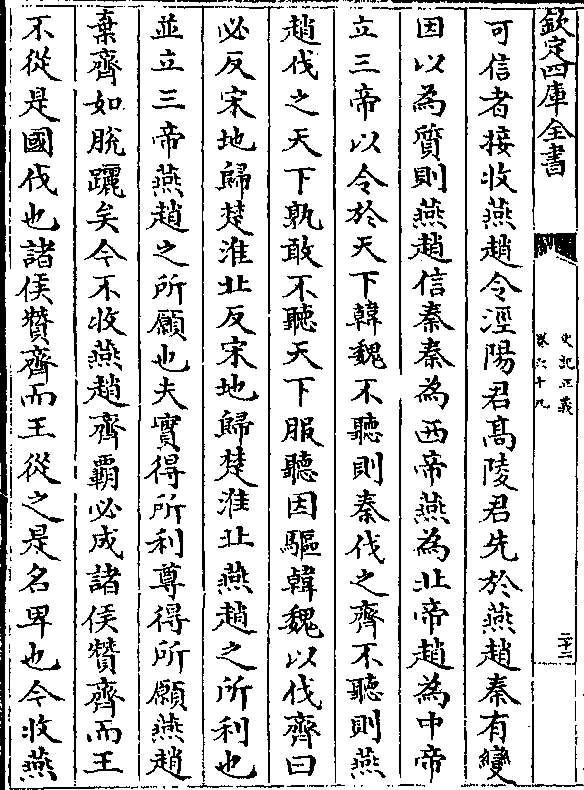 欽定四庫全書
史記正義
卷六十九
二十二
可信者接收燕趙令涇陽君髙陵君先於燕趙秦有變
因以為質則燕趙信秦秦為西帝燕為北帝趙為中帝
立三帝以令於天下韓魏不聽則秦伐之齊不聽則燕
趙伐之天下孰敢不聽天下服聽因驅韓魏以伐齊曰
必反宋地歸楚淮北反宋地歸楚淮北燕趙之所利也
並立三帝燕趙之所願也夫實得所利尊得所願燕趙
棄齊如脫躧矣今不收燕趙齊覇必成諸侯贊齊而王
不從是國伐也諸侯贊齊而王從之是名卑也今收燕